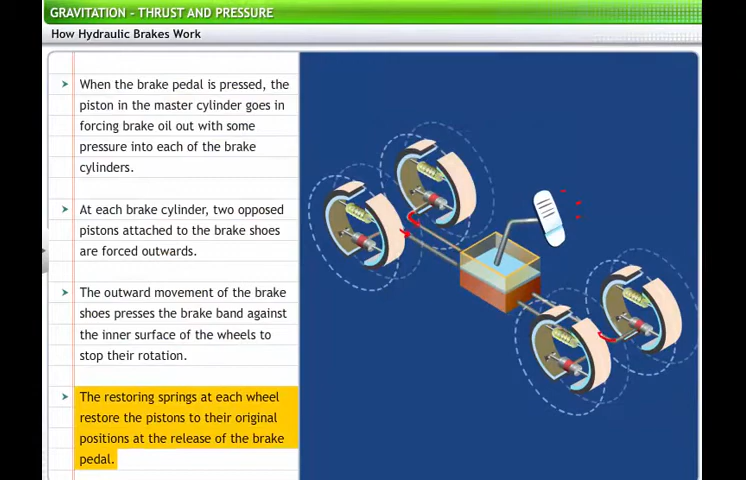 GRAVITATION - THRUST AND PRESSURE
How Hydraulic Brakes Work
When the brake pedal is pressed, the
piston in the master cylinder goes in
forcing brake oil out with some
pressure into each of the brake
cylinders.
At each brake cylinder, two opposed
pistons attached to the brake shoes
are forced outwards.
The outward movement of the brake
shoes presses the brake band against
the inner surface of the wheels to
stop their rotation.
The restoring springs at each wheel
restore the pistons to their original
positions at the release of the brake
pedal.